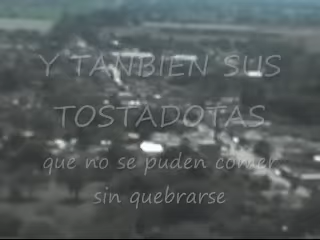 Y TANBIEN SUS
TOSTADOTAS
que no se puden comer
sin quebrarse